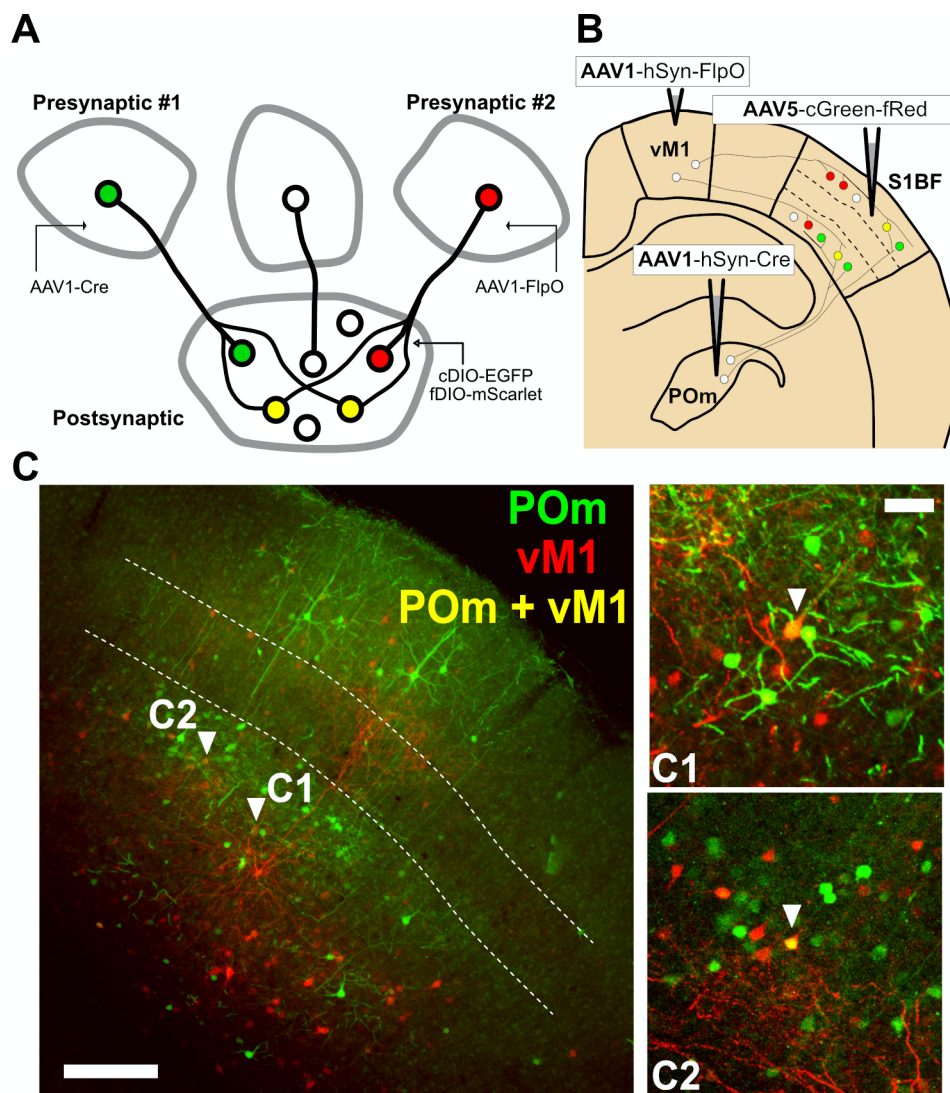 A
Presynaptic #1
Presynaptic #2
AAV1-Cre
AAV1-FlpO
cDIO-EGFP
fDIO-mScarlet
Postsynaptic
B
AAV1-hSyn-FlpO
AAV5-cGreen-fRed
vM1
S1BF
AAV1-hSyn-Cre
POm
C
POm
vM1
POm + vM1
C2
C1
C1
C2